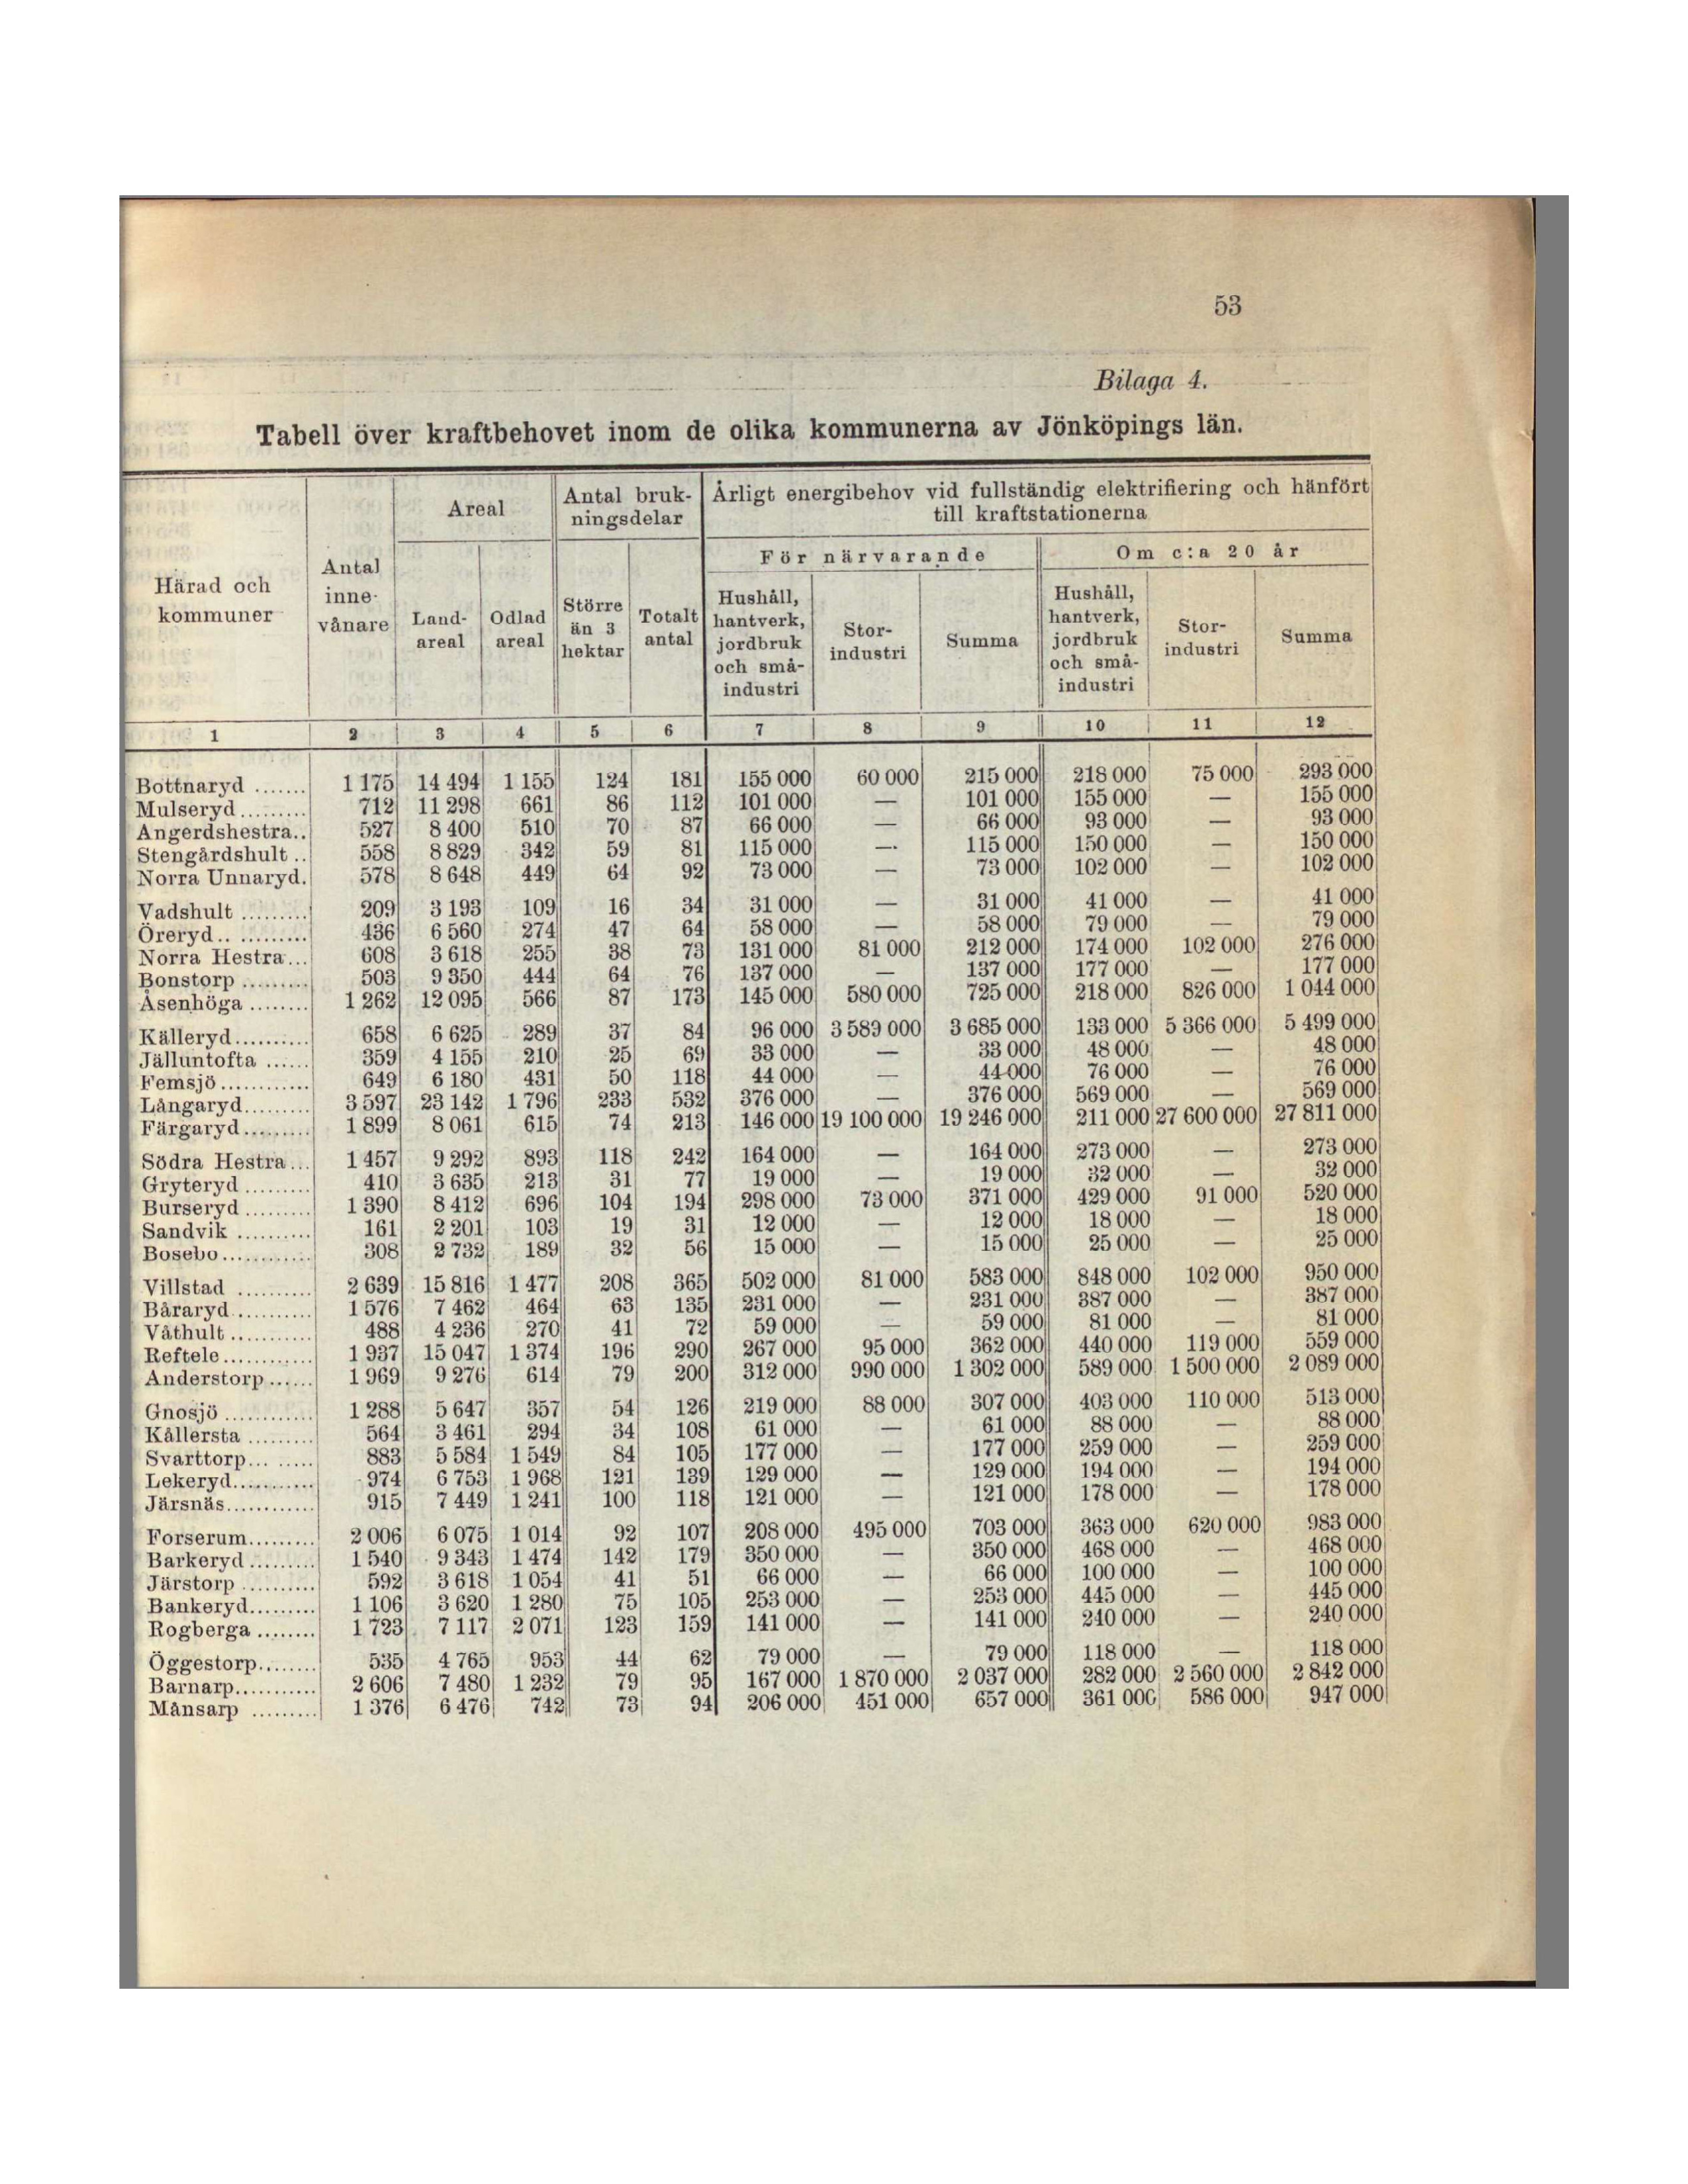 53
Bilaga 4.
Tabell över kraftbehovet inom de olika kommunerna av Jönköpings län.
Härad och kommuner
Antal inne-vånare
Areal
Land-areal
Odlad areal
Antal bruk-ningsdelar
Större än 3 hektar
Totalt antal
Årligt energibehov vid fullständig elektrifiering och hänfört till kraftstationerna
För närvarande
Hushåll, hantverk, jordbruk och små-industri
Stor-industri
Summa
Om c:a 20 år
Hushåll, hantverk, jordbruk och små-industri
Stor-industri
Summa
1 2 3 4 5 6 7 8 9 10 11 12
Bottnaryd ....... 1 175 14 494 1 155 124 181 155 000 60 000 215 000 218 000 75 000 293 000
Mulseryd ......... 712 11 298 661 86 112 101 000 — 101 000 155 000 — 155 000
Angerdshestra.. 527 8 400 510 70 87 66 000 — 66 000 93 000 — 93 000
Stengårdshult .. 558 8 829 342 59 81 115 000 — 115 000 150 000 — 150 000
Norra Unnaryd. 578 8 648 449 64 92 73 000 — 73 000 102 000 — 102 000
Vadshult ......... 209 3 193 109 16 34 31 000 — 31 000 41 000 — 41 000
Öreryd.. .......... 436 6 560 274 47 64 58 000 — 58 000 79 000 — 79 000
Norra Hestra... 608 3 618 255 38 73 131 000 81 000 212 000 174 000 102 000 276 000
Bonstorp ......... 503 9 350 444 64 76 137 000 — 137 000 177 000 — 177 000
Åsenhöga ........ 1 262 12 095 566 87 173 145 000 580 000 725 000 218 000 826 000 1 044 000
Källeryd.......... 658 6 625 289 37 84 96 000 3 589 000 3 685 000 133 000 5 366 000 5 499 000
Jälluntofta ...... 359 4 155 210 25 69 33 000 — 33 000 48 000 — 48 000
Femsjö............ 649 6 180 431 50 118 44 000 — 44 000 76 000 — 76 000
Långaryd......... 3 597 23 142 1 796 233 532 376 000 — 376 000 569 000 — 569 000
Färgaryd......... 1 899 8 061 615 74 213 146 000 19 100 000 19 246 000 211 000 27 600 000 27 811 000
Södra Hestra... 1 457 9 292 893 118 242 164 000 — 164 000 273 000 — 273 000
Gryteryd ......... 410 3 635 213 31 77 19 000 — 19 000 32 000 — 32 000
Burseryd ......... 1 390 8 412 696 104 194 298 000 73 000 371 000 429 000 91 000 520 000
Sandvik .......... 161 2 201 103 19 31 12 000 — 12 000 18 000 — 18 000
Bosebo............ 308 2 732 189 32 56 15 000 — 15 000 25 000 — 25 000
Villstad .......... 2 639 15 816 1 477 208 365 502 000 81 000 583 000 848 000 102 000 950 000
Båraryd........... 1 576 7 462 464 63 135 231 000 — 231 000 387 000 — 387 000
Våthult ........... 488 4 236 270 41 72 59 000 — 59 000 81 000 — 81 000
Reftele............ 1 937 15 047 1 374 196 290 267 000 95 000 362 000 440 000 119 000 559 000
Anderstorp ...... 1 969 9 276 614 79 200 312 000 990 000 1 302 000 589 000 1 500 000 2 089 000
Gnosjö ............ 1 288 5 647 357 54 126 219 000 88 000 307 000 403 000 110 000 513 000
Kållersta ......... 564 3 461 294 34 108 61 000 — 61 000 88 000 — 88 000
Svarttorp... ..... 883 5 584 1 549 84 105 177 000 — 177 000 259 000 — 259 000
Lekeryd........... 974 6 753 1 968 121 139 129 000 — 129 000 194 000 — 194 000
Järsnäs............ 915 7 449 1 241 100 118 121 000 — 121 000 178 000 — 178 000
Forserum......... 2 006 6 075 1 014 92 107 208 000 495 000 703 000 363 000 620 000 983 000
Barkeryd ......... 1 540 9 343 1 474 142 179 350 000 — 350 000 468 000 — 468 000
Järstorp .......... 592 3 618 1 054 41 51 66 000 — 66 000 100 000 — 100 000
Bankeryd......... 1 106 3 620 1 280 75 105 253 000 — 253 000 445 000 — 445 000
Rogberga ........ 1 723 7 117 2 071 123 159 141 000 — 141 000 240 000 — 240 000
Öggestorp........ 535 4 765 953 44 62 79 000 — 79 000 118 000 — 118 000
Barnarp........... 2 606 7 480 1 232 79 95 167 000 1 870 000 2 037 000 282 000 2 560 000 2 842 000
Månsarp ......... 1 376 6 476 742 73 94 206 000 451 000 657 000 361 000 586 000 947 000